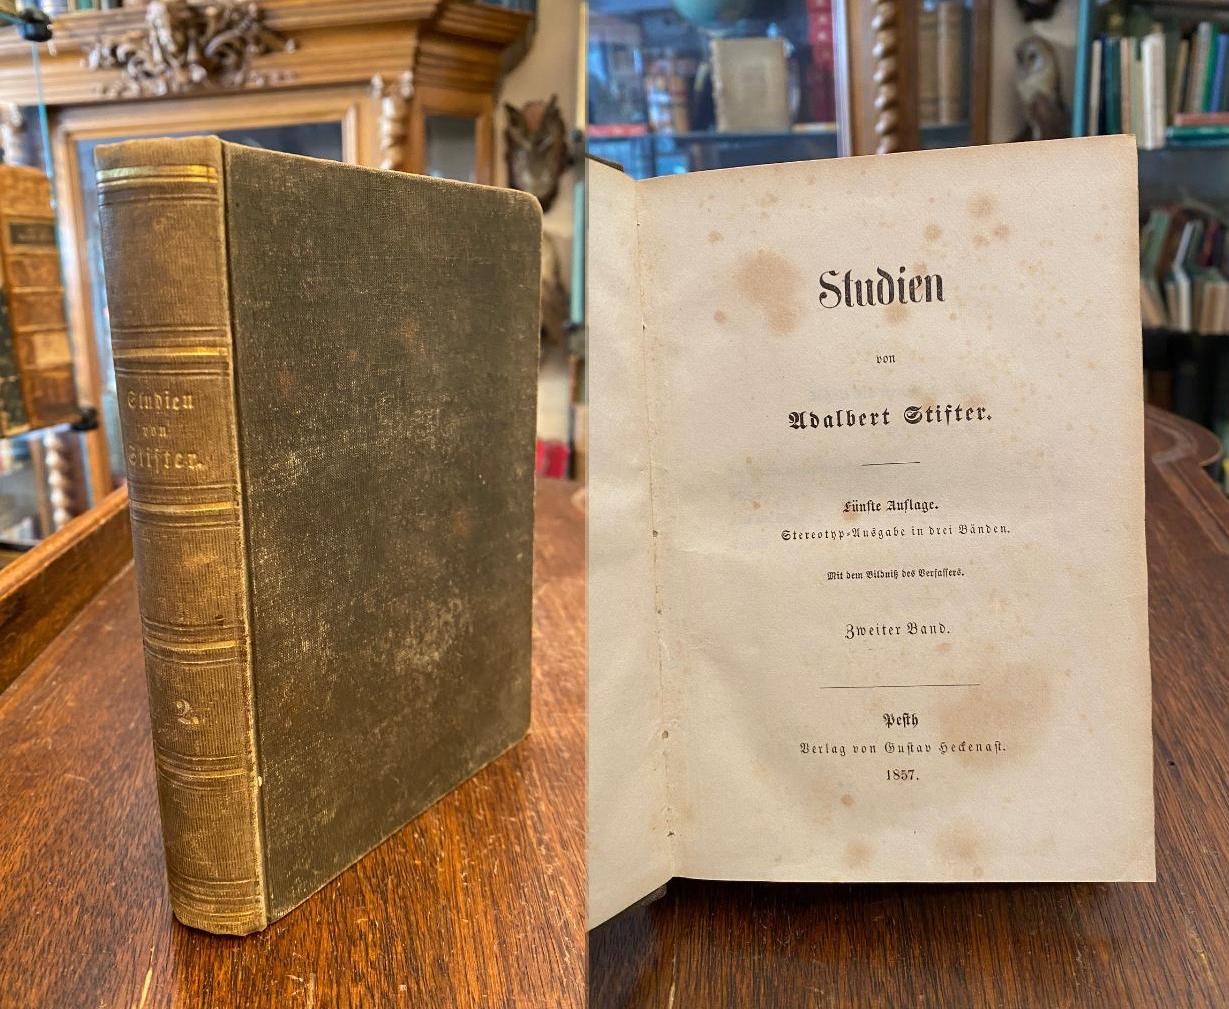 Studien
von
Stifter.
2.
Studien
von
Adalbert Stifter.
Fünfte Auflage.
Stereotyp-Ausgabe in drei Bänden.
Mit dem Bildniß des Verfassers.
Zweiter Band.
Pesth
Verlag von Gustav Heckenast.
1857.